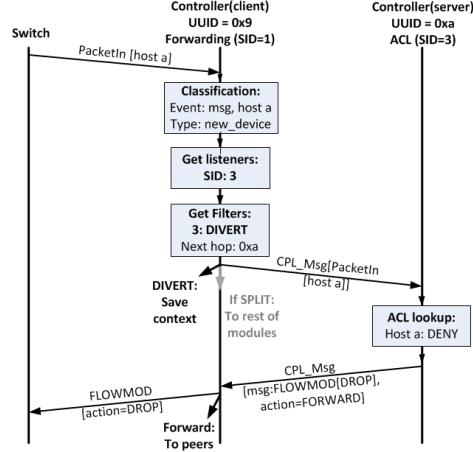 Controller(client)
UUID = 0x9
Forwarding (SID=1)
Controller(server)
UUID = 0xa
ACL (SID=3)
Switch
PacketIn [host a]
Classification:
Event: msg, host a
Type: new_device
Get listeners:
SID: 3
Get Filters:
3: DIVERT
Next hop: 0xa
CPL_Msg[PacketIn
[host a]]
DIVERT:
Save
context
If SPLIT:
To rest of
modules
ACL lookup:
Host a: DENY
CPL_Msg
[msg:FLOWMOD[DROP],
action=FORWARD]
FLOWMOD
[action=DROP]
Forward:
To peers